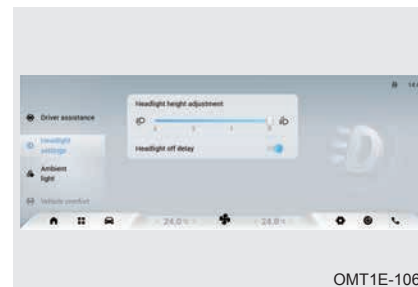 14:
Driver assistance
Headlight height adjustment
Headlight
settings
Headlight off delay
Ambient
light
Vehicle comfort
24.0
24.0
OMT1E-106